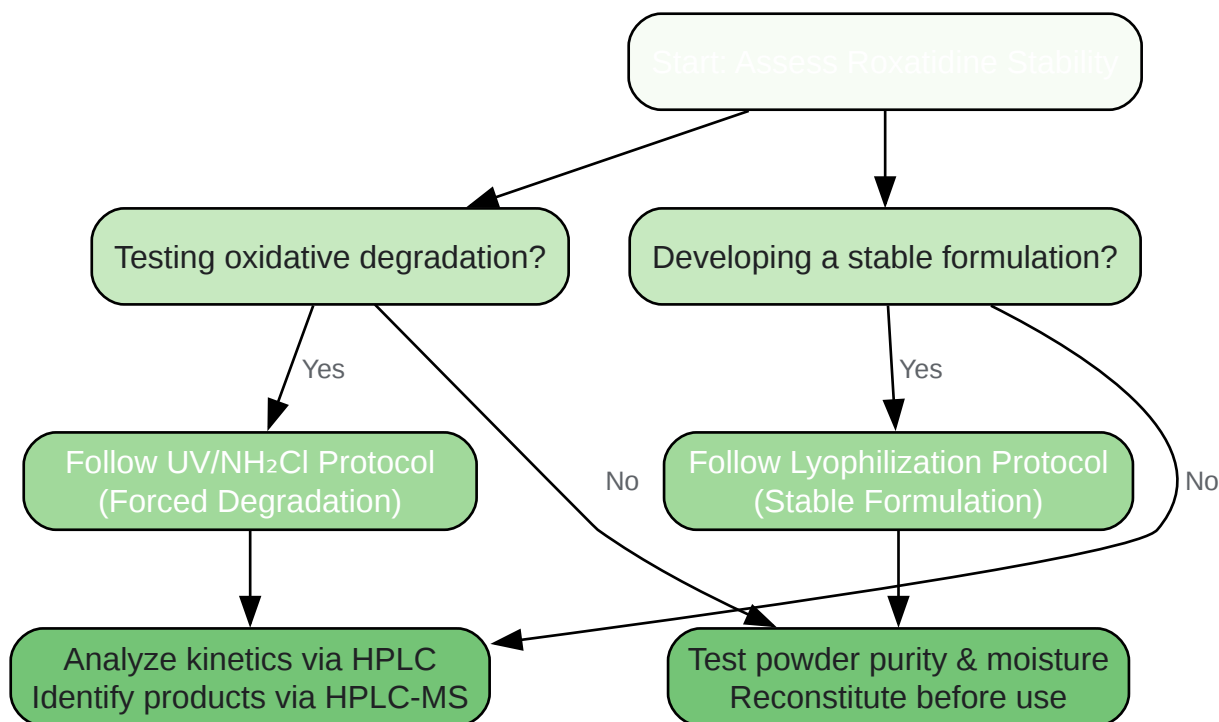 Start: Assess Roxatidine Stability
Testing oxidative degradation?
Developing a stable formulation?
Yes
Yes
Follow UV/NH₂Cl Protocol
(Forced Degradation)
No
Follow Lyophilization Protocol
(Stable Formulation)
No
Analyze kinetics via HPLC
Identify products via HPLC-MS
Test powder purity & moisture
Reconstitute before use